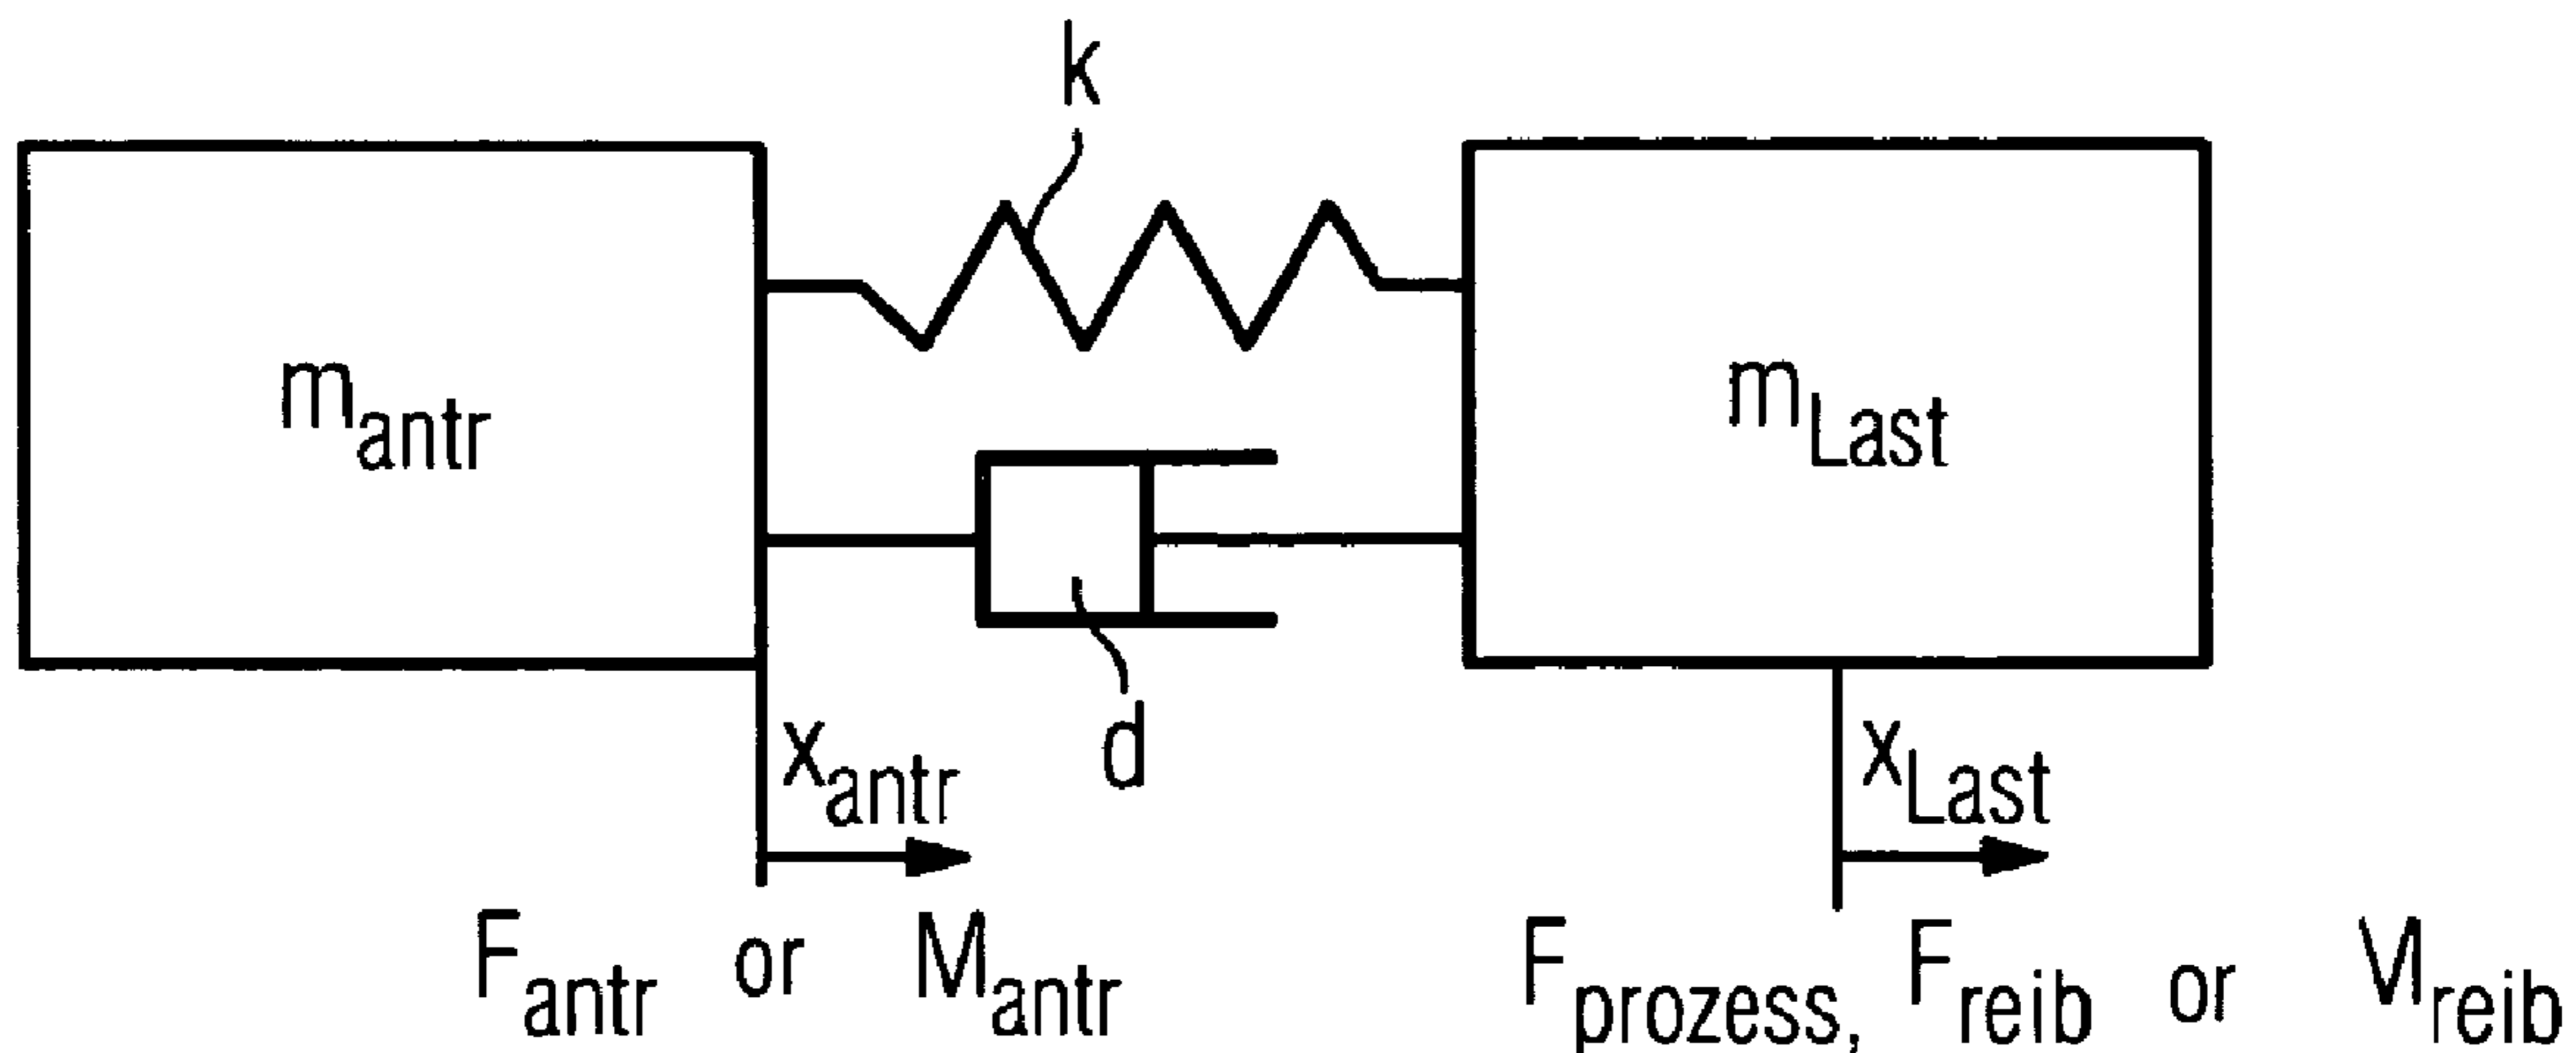 k
m_antr
m_Last
d
x_antr
x_Last
F_antr or M_antr
F_prozess, F_reib or M_reib